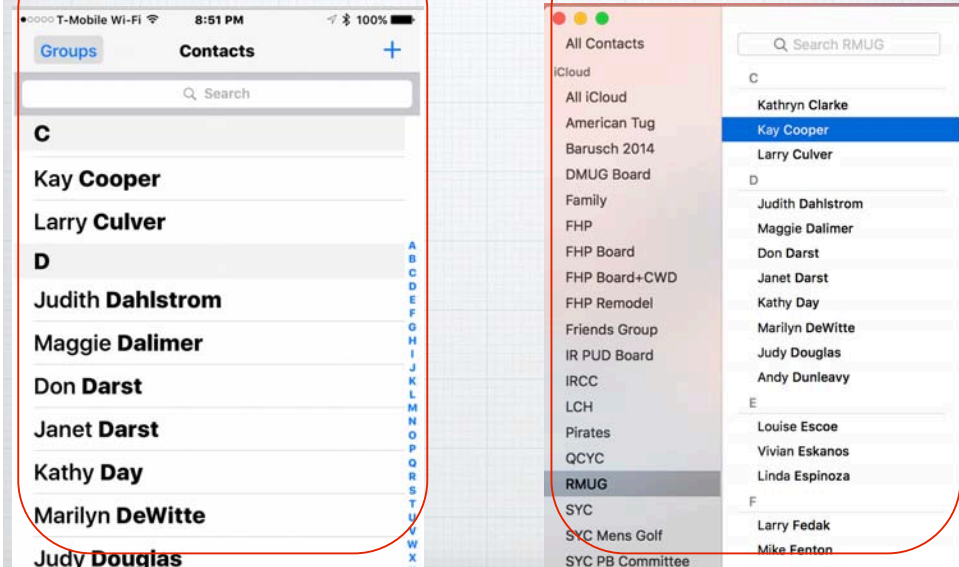 T-Mobile Wi-Fi 8:51 PM 100%
Groups Contacts +
Search
C
Kay Cooper
Larry Culver
D
Judith Dahlstrom
Maggie Dalimer
Don Darst
Janet Darst
Kathy Day
Marilyn DeWitte
Judy Douglas
A
B
C
D
E
F
G
H
I
J
K
L
M
N
O
P
Q
R
S
T
U
V
W
X
All Contacts
iCloud
All iCloud
American Tug
Barusch 2014
DMUG Board
Family
FHP
FHP Board
FHP Board+CWD
FHP Remodel
Friends Group
IR PUD Board
IRCC
LCH
Pirates
QCYC
RMUG
SYC
SYC Mens Golf
SYC PB Committee
Search RMUG
C
Kathryn Clarke
Kay Cooper
Larry Culver
D
Judith Dahlstrom
Maggie Dalimer
Don Darst
Janet Darst
Kathy Day
Marilyn DeWitte
Judy Douglas
Andy Dunleavy
E
Louise Escoe
Vivian Eskanos
Linda Espinoza
F
Larry Fedak
Mike Fenton